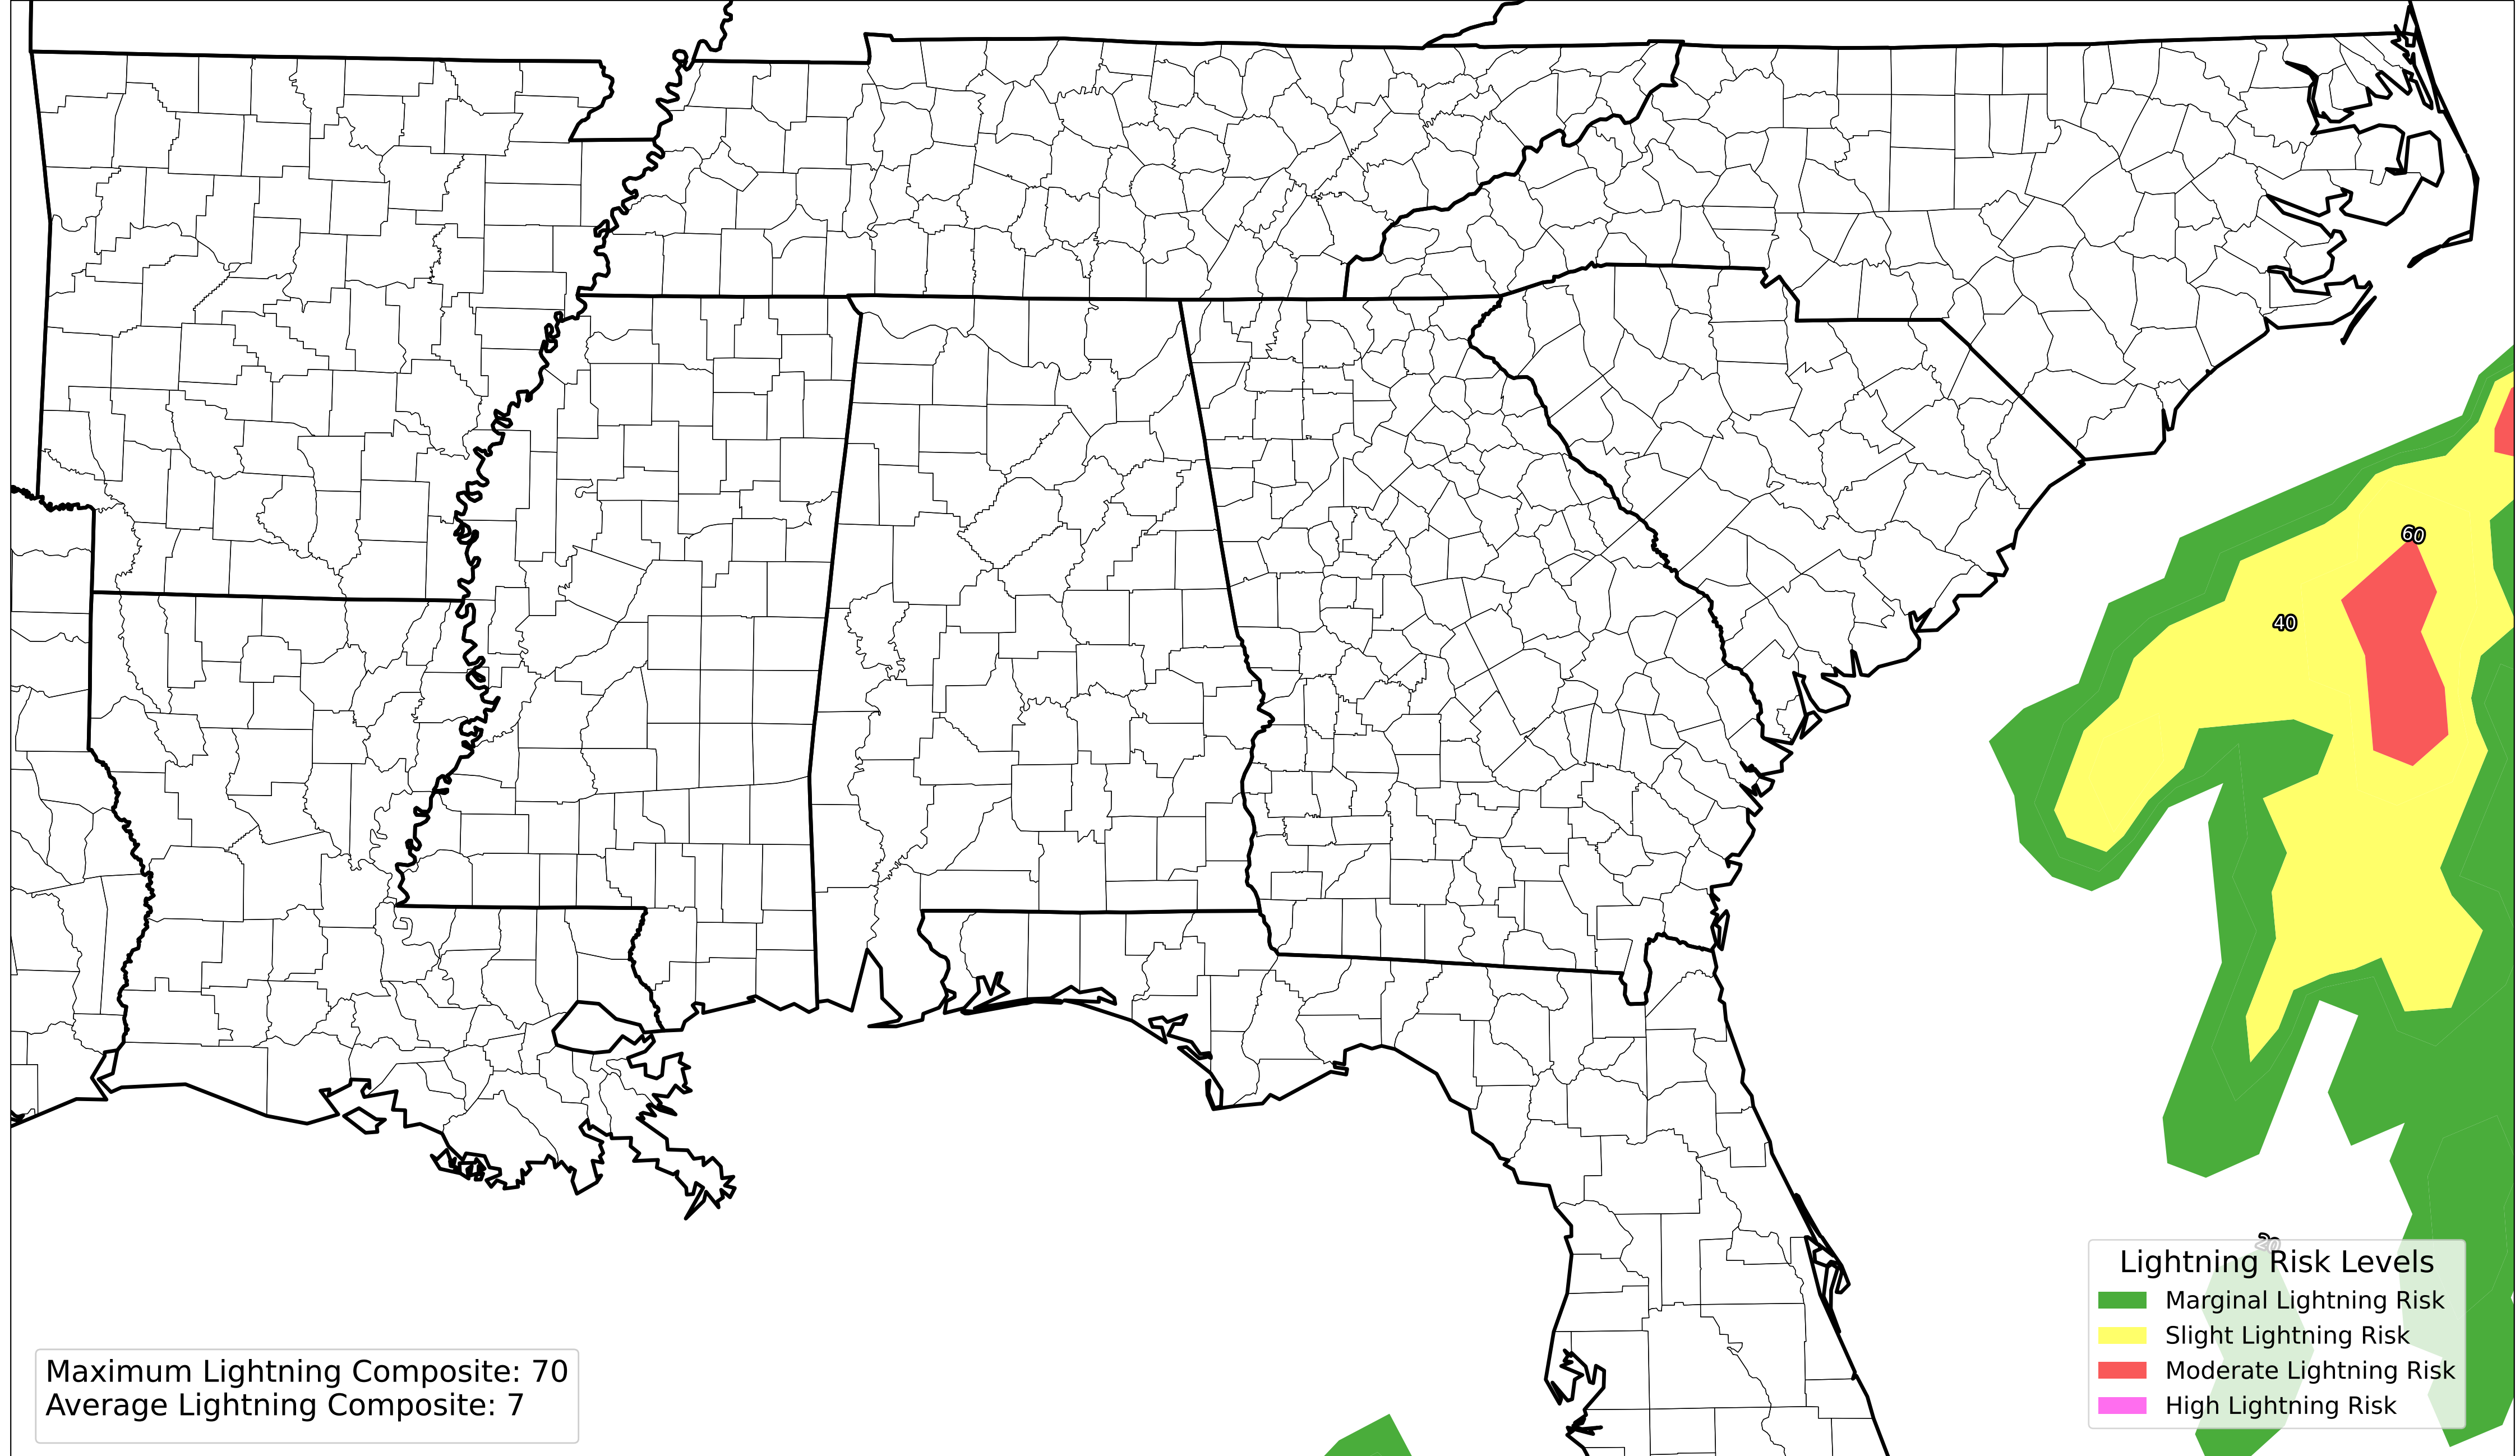 60
40
20
Lightning Risk Levels
Marginal Lightning Risk
Slight Lightning Risk
Moderate Lightning Risk
High Lightning Risk
Maximum Lightning Composite: 70
Average Lightning Composite: 7